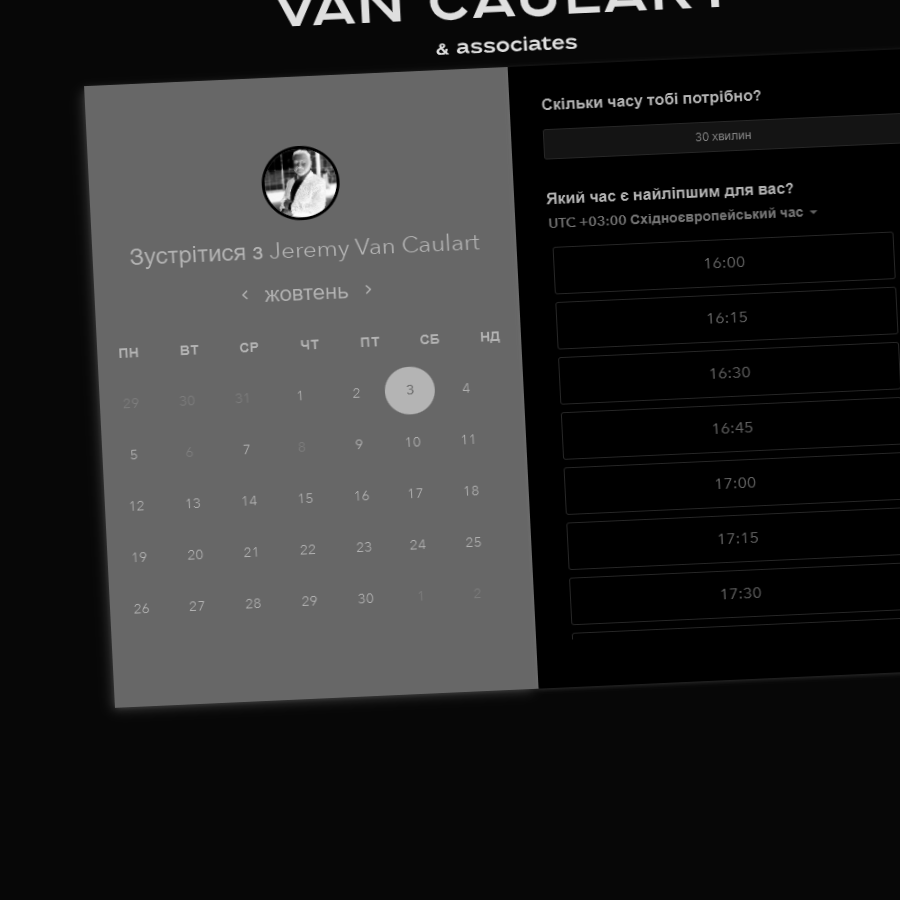 VAN CAULART
& associates
Зустрітися з Jeremy Van Caulart
жовтень
ПН ВТ СР ЧТ ПТ СБ НД
29 30 31 1 2 3 4
5 6 7 8 9 10 11
12 13 14 15 16 17 18
19 20 21 22 23 24 25
26 27 28 29 30 1 2
Скільки часу тобі потрібно?
30 хвилин
Який час є найліпшим для вас?
UTC +03:00 Східноєвропейський час
16:00
16:15
16:30
16:45
17:00
17:15
17:30